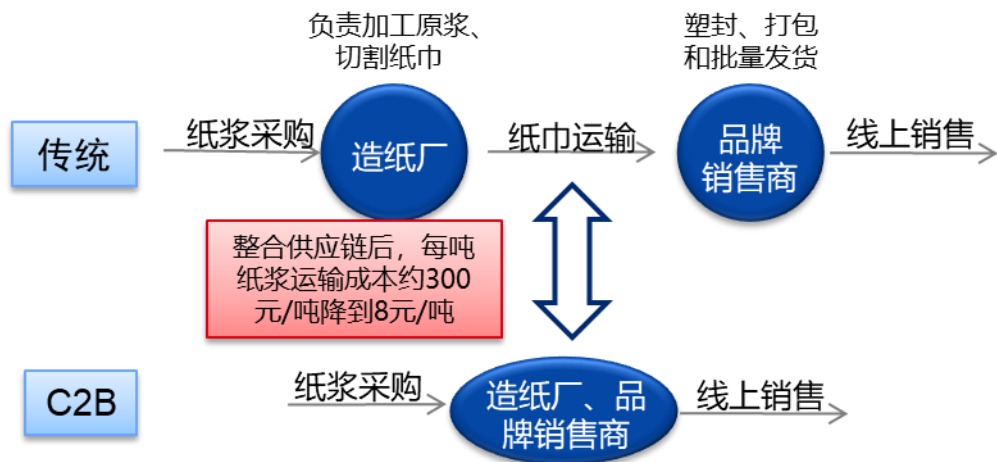 负责加工原浆、
切割纸巾
塑封、打包
和批量发货
传统
纸浆采购
造纸厂
纸巾运输
品牌
销售商
线上销售
整合供应链后，每吨
纸浆运输成本约300
元/吨降到8元/吨
C2B
纸浆采购
造纸厂、品
牌销售商
线上销售